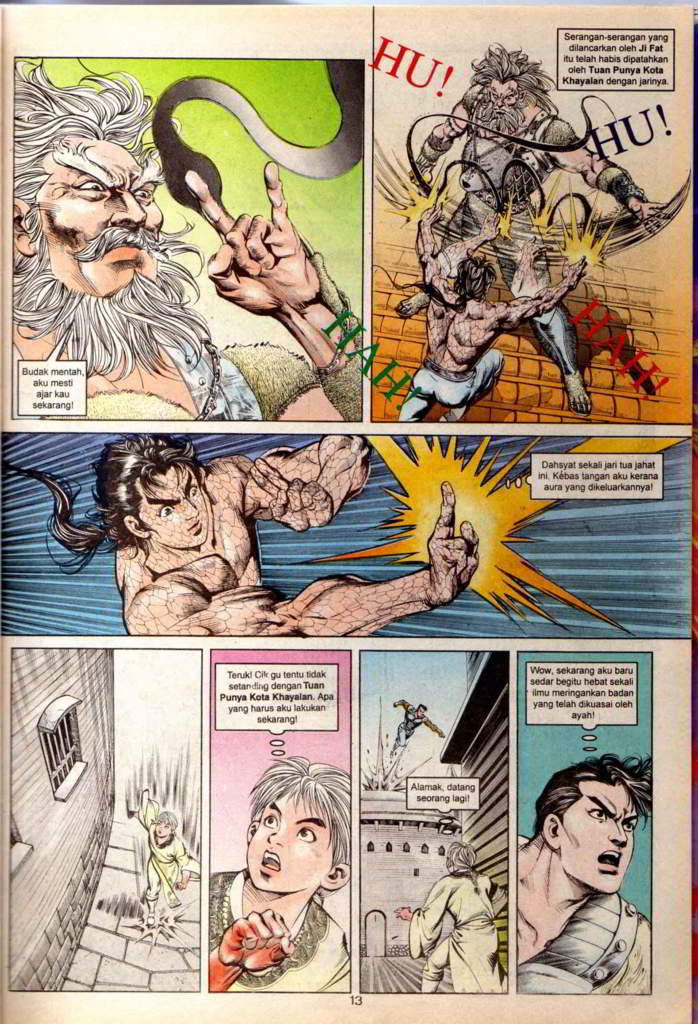 Budak mentah,
aku mesti
ajar kau
sekarang!
HAH!
HU!
Serangan-serangan yang
dilancarkan oleh Ji Fat
itu telah habis dipatahkan
oleh Tuan Punya Kota
Khayalan dengan jarinya.
HU!
HAH!
Dahsyat sekali jari tua jahat
ini. Kebas tangan aku kerana
aura yang dikeluarkannya!
Teruk! Cik gu tentu tidak
setanding dengan Tuan
Punya Kota Khayalan. Apa
yang harus aku lakukan
sekarang!
Alamak, datang
seorang lagi!
Wow, sekarang aku baru
sedar begitu hebat sekali
ilmu meringankan badan
yang telah dikuasai oleh
ayah!
13